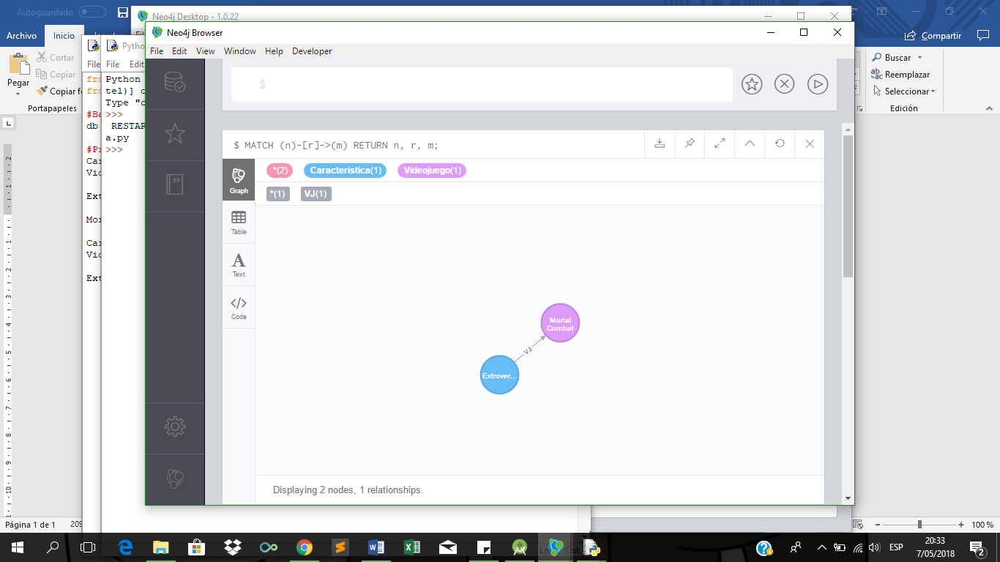 Autoguardado
Neo4j Desktop - 1.0.22
Archivo
Inicio
Compartir
Neo4j Browser
File Edit View Window Help Developer
Pegar
Cortar
Copiar
Copiar f
Portapapeles
Buscar
Reemplazar
Seleccionar
Edición
File
File Edit
Python
tel)] c
Type "c
>>>
RESTAR
a.py
>>>
fro
fro
#Ba
db
#Pr
Car
Vid
Ext
Mor
Car
Vid
Ext
$
$ MATCH (n)-[r]->(m) RETURN n, r, m;
*(2) Caracteristica(1) Videojuego(1)
*(1) VJ(1)
Graph
Table
Text
Code
Mortal
Combat
VJ
Extrover...
Displaying 2 nodes, 1 relationships.
Página 1 de 1 209
100 %
ESP
20:33
7/05/2018
2